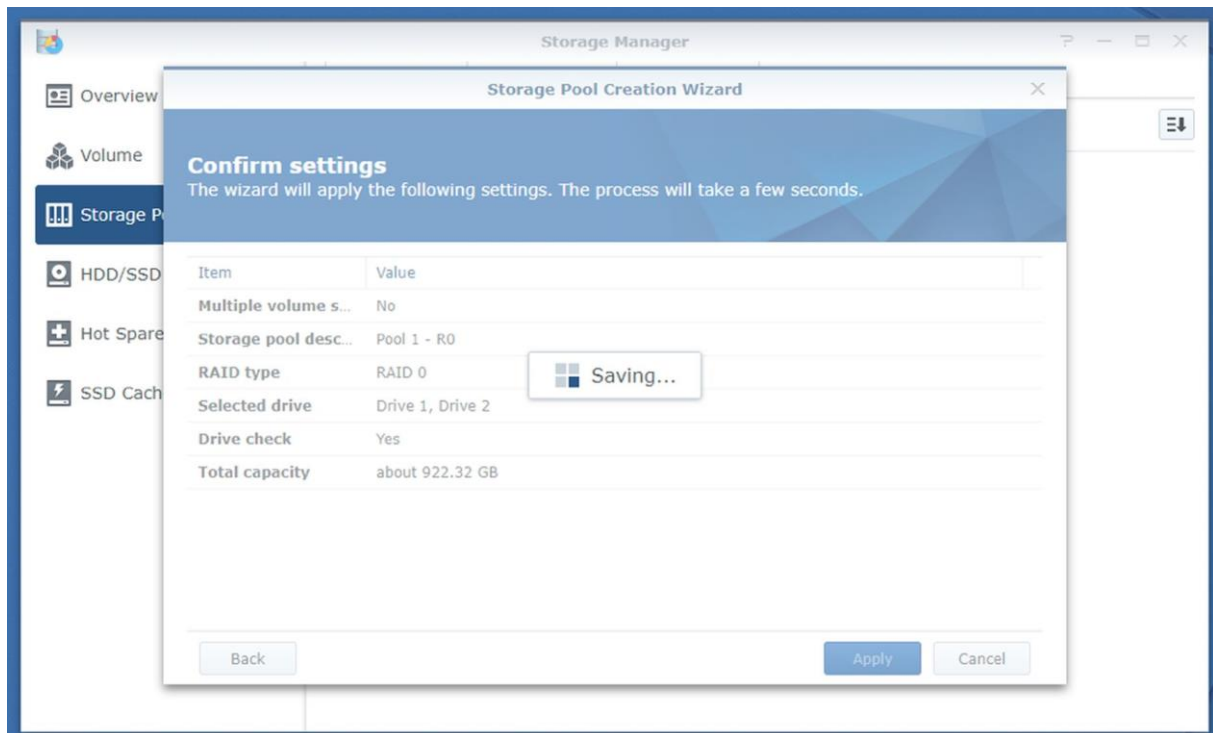 Storage Manager
Storage Pool Creation Wizard
Overview
Volume
Storage P
HDD/SSD
Hot Spare
SSD Cach
Confirm settings
The wizard will apply the following settings. The process will take a few seconds.
Item Value
Multiple volume s... No
Storage pool desc... Pool 1 - R0
RAID type RAID 0
Selected drive Drive 1, Drive 2
Drive check Yes
Total capacity about 922.32 GB
Saving...
Back Apply Cancel